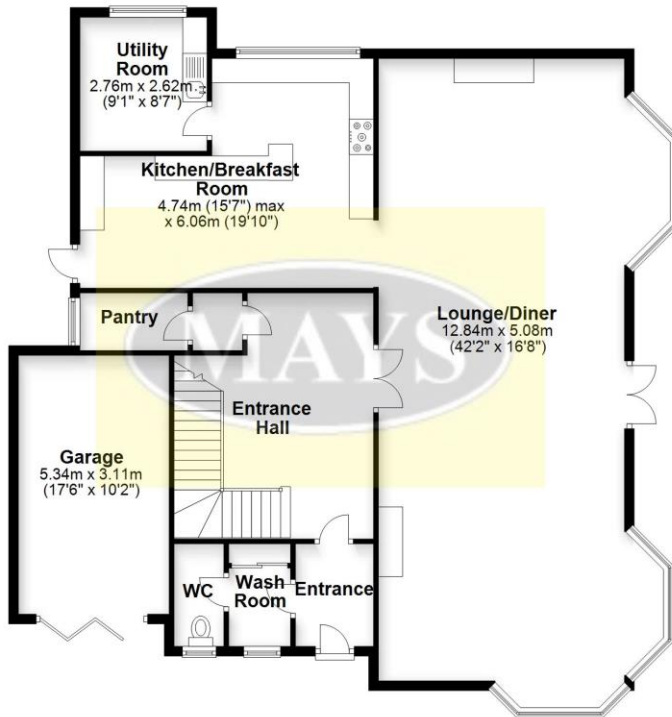 Utility
Room
2.76m x 2.62m
(9'1" x 8'7")
Kitchen/Breakfast
Room
4.74m (15'7") max
x 6.06m (19'10")
Pantry
MAYS
Lounge/Diner
12.84m x 5.08m
(42'2" x 16'8")
Entrance
Hall
Garage
5.34m x 3.11m
(17'6" x 10'2")
WC
Wash
Room
Entrance